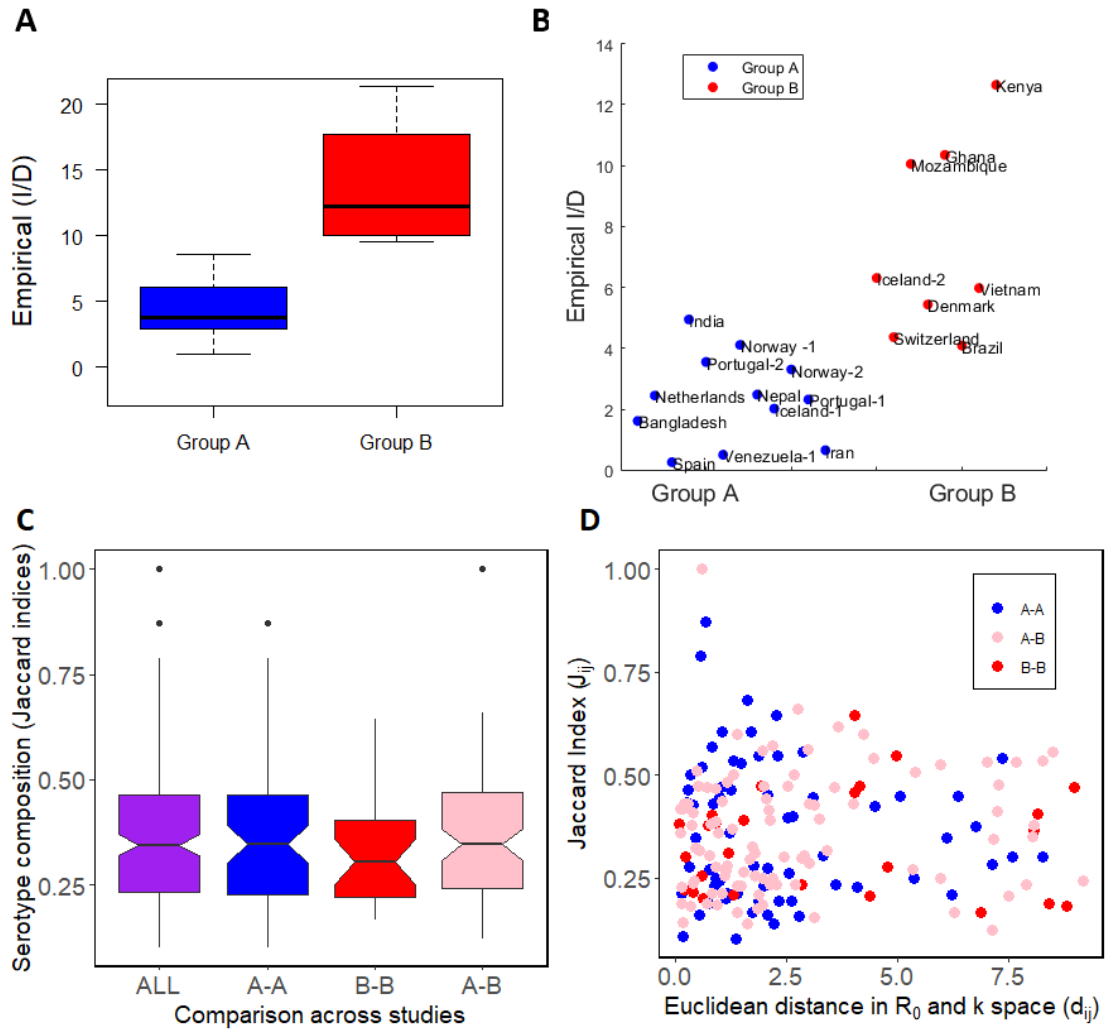 A
Empirical (I/D)
20
15
10
5
0
Group A
Group B
B
Empirical I/D
14
12
10
8
6
4
2
0
Group A
Group B
Kenya
Ghana
Mozambique
Iceland-2
Vietnam
Denmark
India
Switzerland
Norway -1
Brazil
Portugal-2
Norway-2
Netherlands
Nepal
Portugal-1
Iceland-1
Bangladesh
Venezuela-1
Iran
Spain
Group A
Group B
C
Serotype composition (Jaccard indices)
1.00
0.75
0.50
0.25
ALL
A-A
B-B
A-B
Comparison across studies
D
Jaccard Index (Jij)
1.00
0.75
0.50
0.25
A-A
A-B
B-B
0.0
2.5
5.0
7.5
Euclidean distance in R0 and k space (dij)